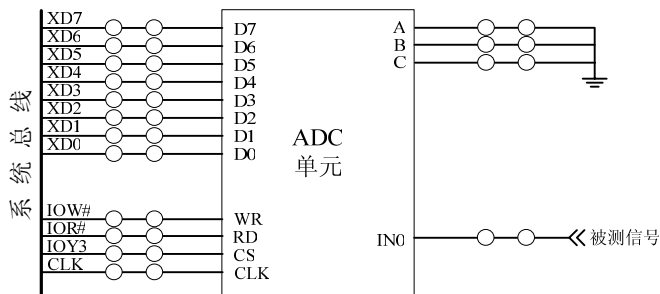 系统总线
XD7
XD6
XD5
XD4
XD3
XD2
XD1
XD0
IOW#
IOR#
IOY3
CLK
D7
D6
D5
D4
D3
D2
D1
D0
WR
RD
CS
CLK
ADC
单元
A
B
C
IN0
被测信号